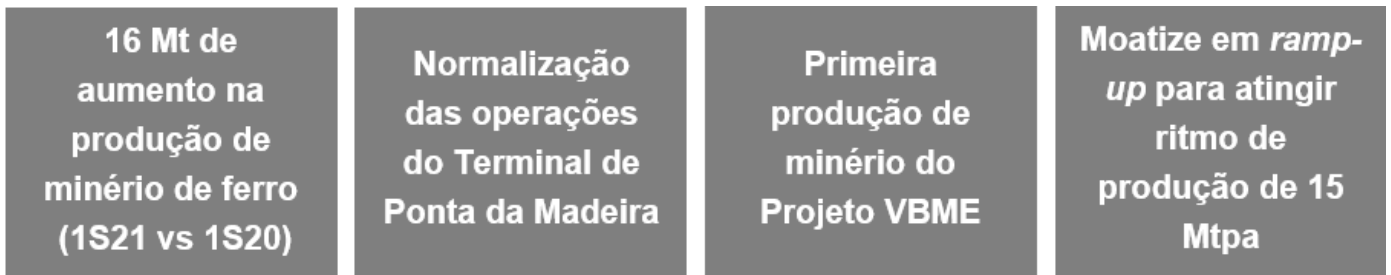 16 Mt de
aumento na
produção de
minério de ferro
(1S21 vs 1S20)
Normalização
das operações
do Terminal de
Ponta da Madeira
Primeira
produção de
minério do
Projeto VBME
Moatize em ramp-
up para atingir
ritmo de
produção de 15
Mtpa